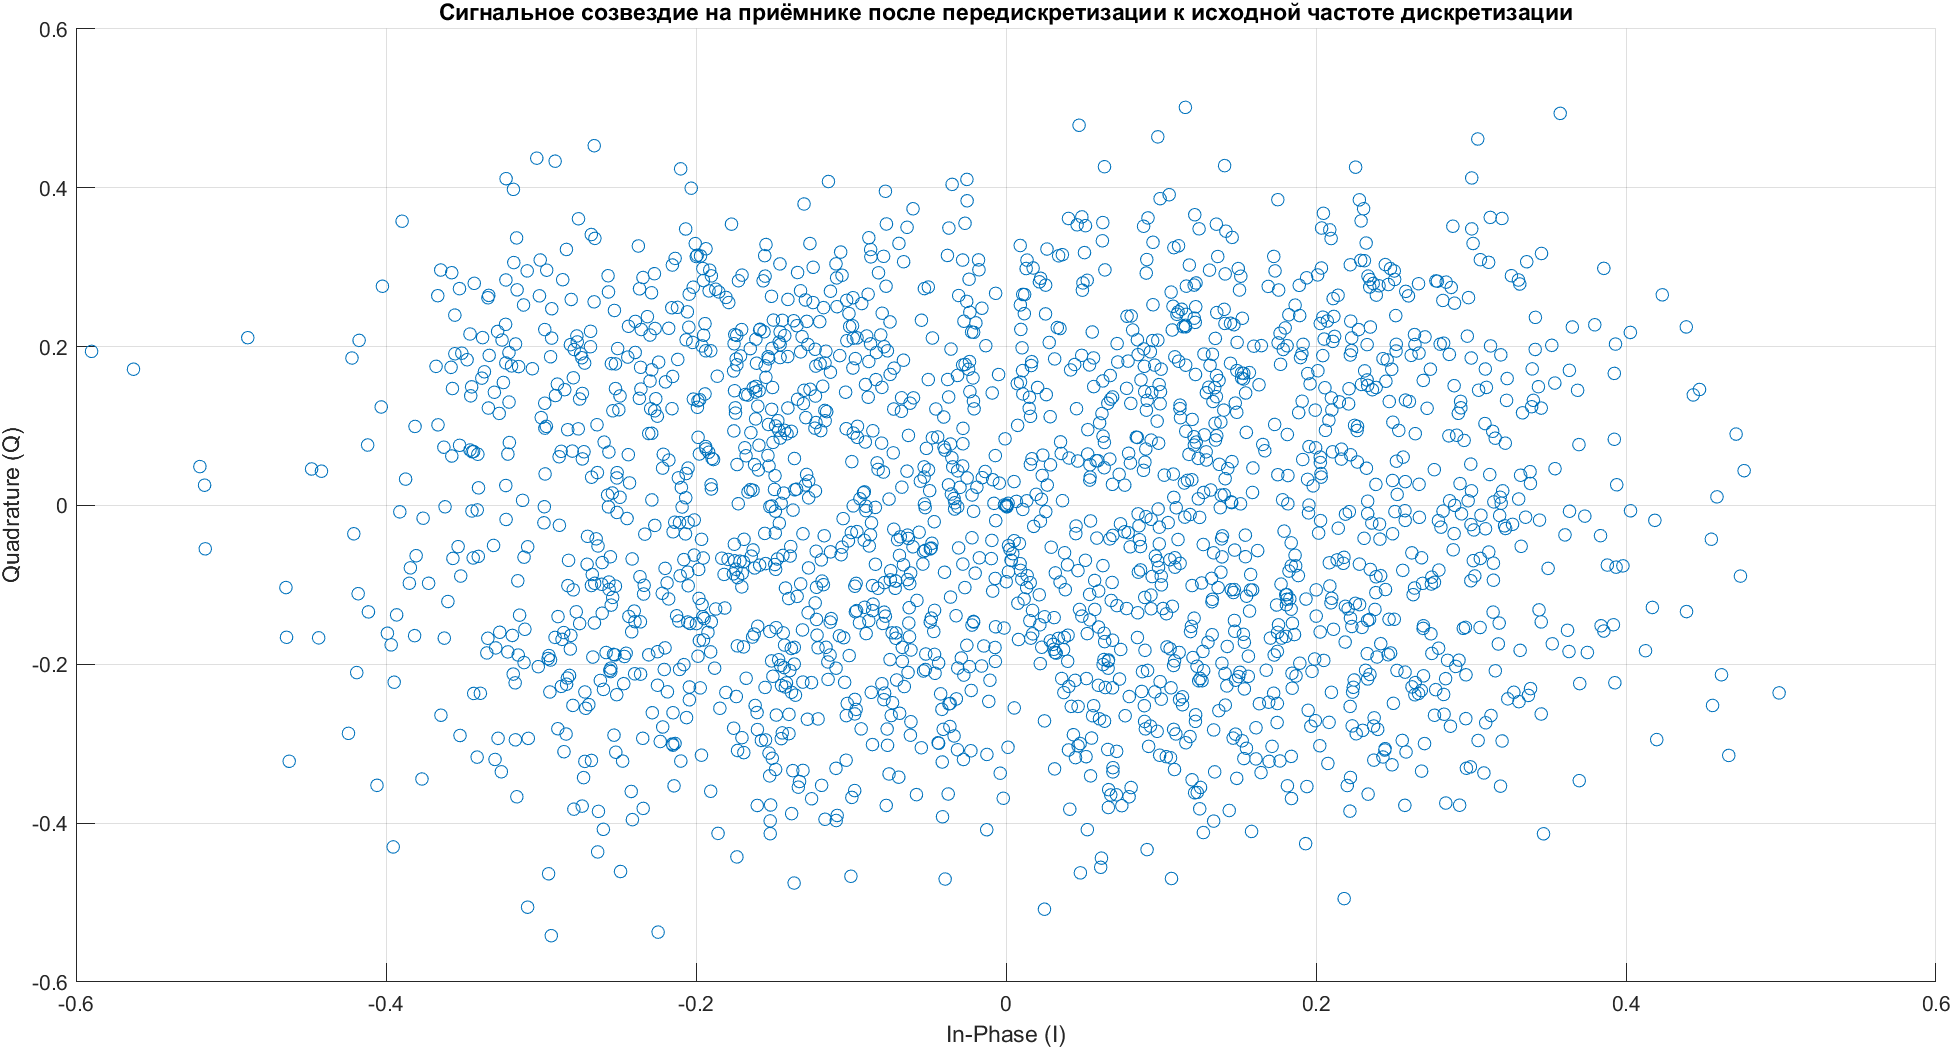 Сигнальное созвездие на приёмнике после передискретизации к исходной частоте дискретизации
0.6
0.4
0.2
0
-0.2
-0.4
-0.6
Quadrature (Q)
-0.6 -0.4 -0.2 0 0.2 0.4 0.6
In-Phase (I)